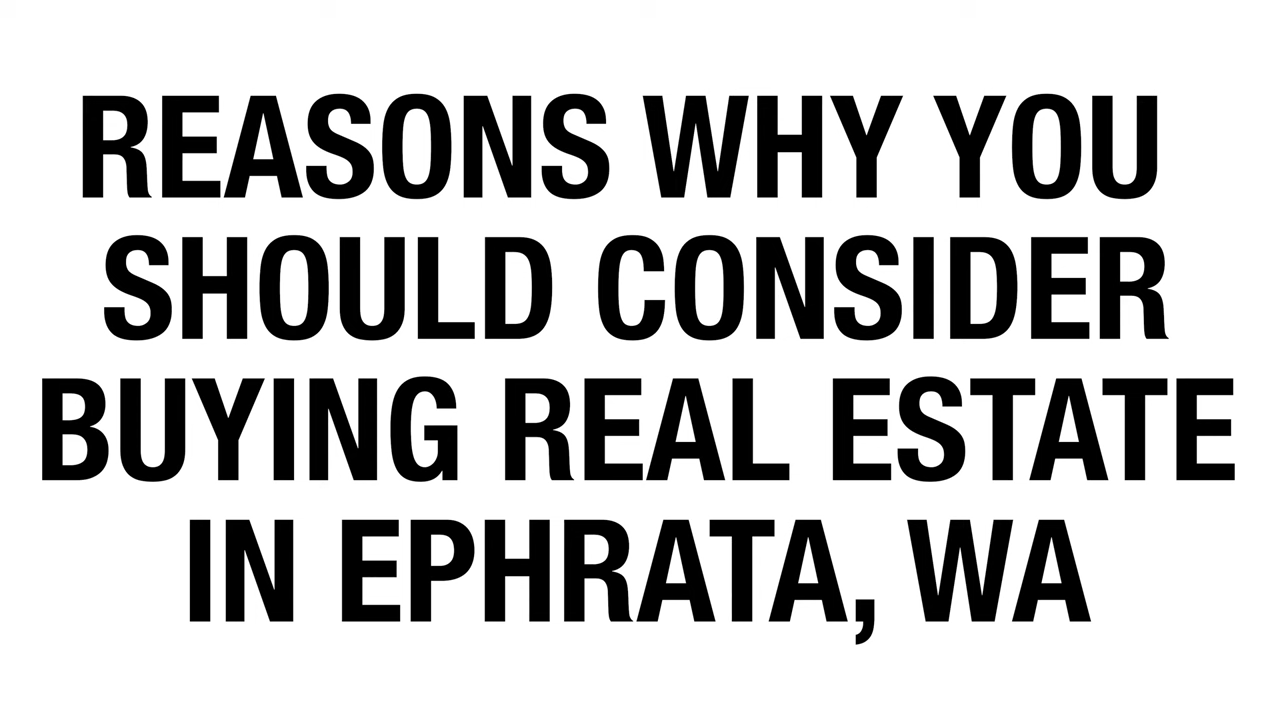 REASONS WHY YOU
SHOULD CONSIDER
BUYING REAL ESTATE
IN EPHRATA, WA